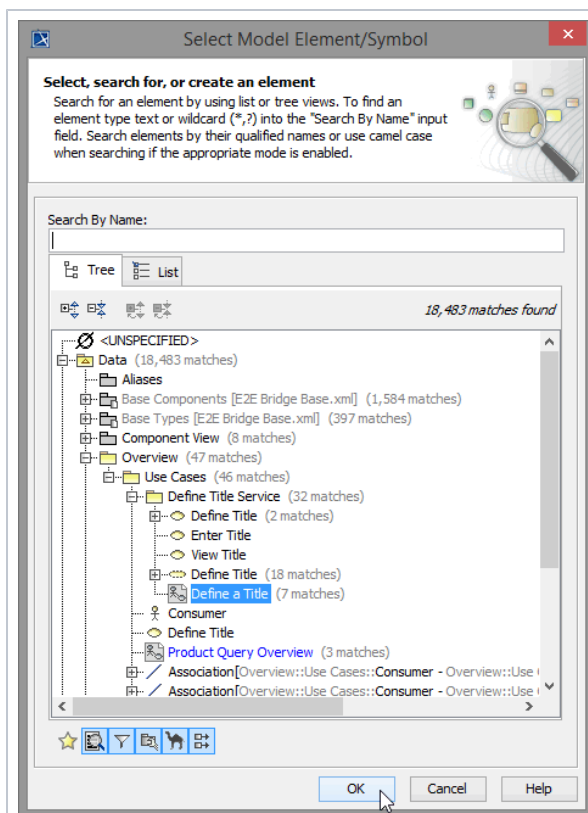 Select Model Element/Symbol
Select, search for, or create an element
Search for an element by using list or tree views. To find an
element type text or wildcard (*,?) into the "Search By Name" input
field. Search elements by their qualified names or use camel case
when searching if the appropriate mode is enabled.
Search By Name:
Tree List
18,483 matches found
<UNSPECIFIED>
Data (18,483 matches)
Aliases
Base Components [E2E Bridge Base.xml] (1,584 matches)
Base Types [E2E Bridge Base.xml] (397 matches)
Component View (8 matches)
Overview (47 matches)
Use Cases (46 matches)
Define Title Service (32 matches)
Define Title (2 matches)
Enter Title
View Title
Define Title (18 matches)
Define a Title (7 matches)
Consumer
Define Title
Product Query Overview (3 matches)
Association[Overview::Use Cases::Consumer - Overview::Use
Association[Overview::Use Cases::Consumer - Overview::Use
OK Cancel Help